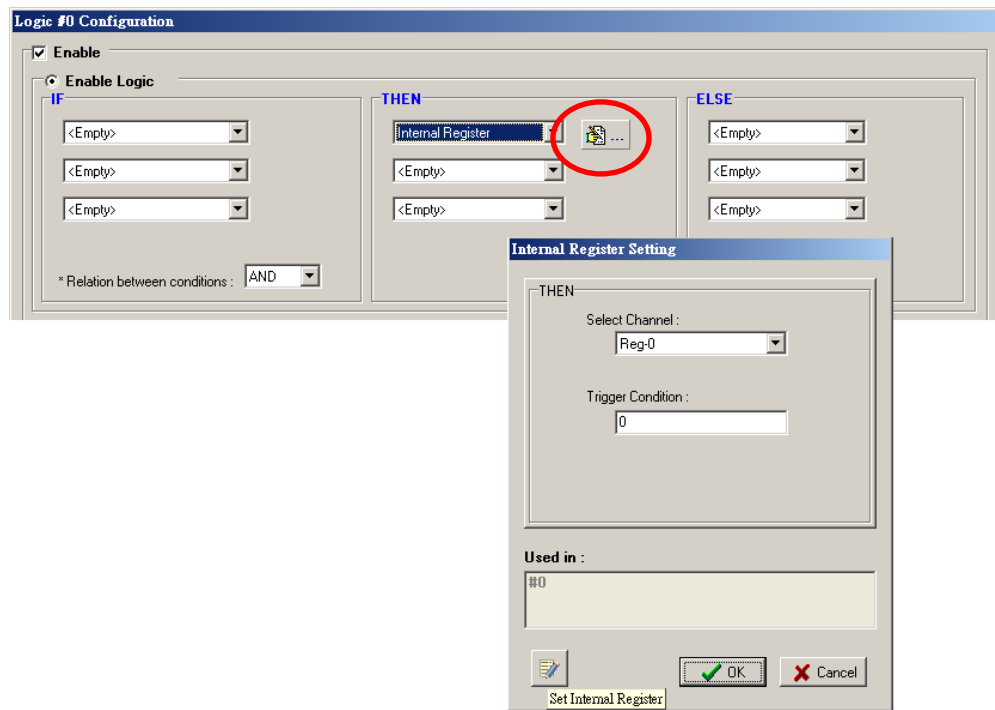 Logic #0 Configuration
Enable
Enable Logic
IF THEN ELSE
<Empty> Internal Register ... <Empty>
<Empty> <Empty> <Empty>
<Empty> <Empty> <Empty>
* Relation between conditions : AND
Internal Register Setting
THEN
Select Channel :
Reg-0
Trigger Condition :
0
Used in :
#0
OK Cancel
Set Internal Register